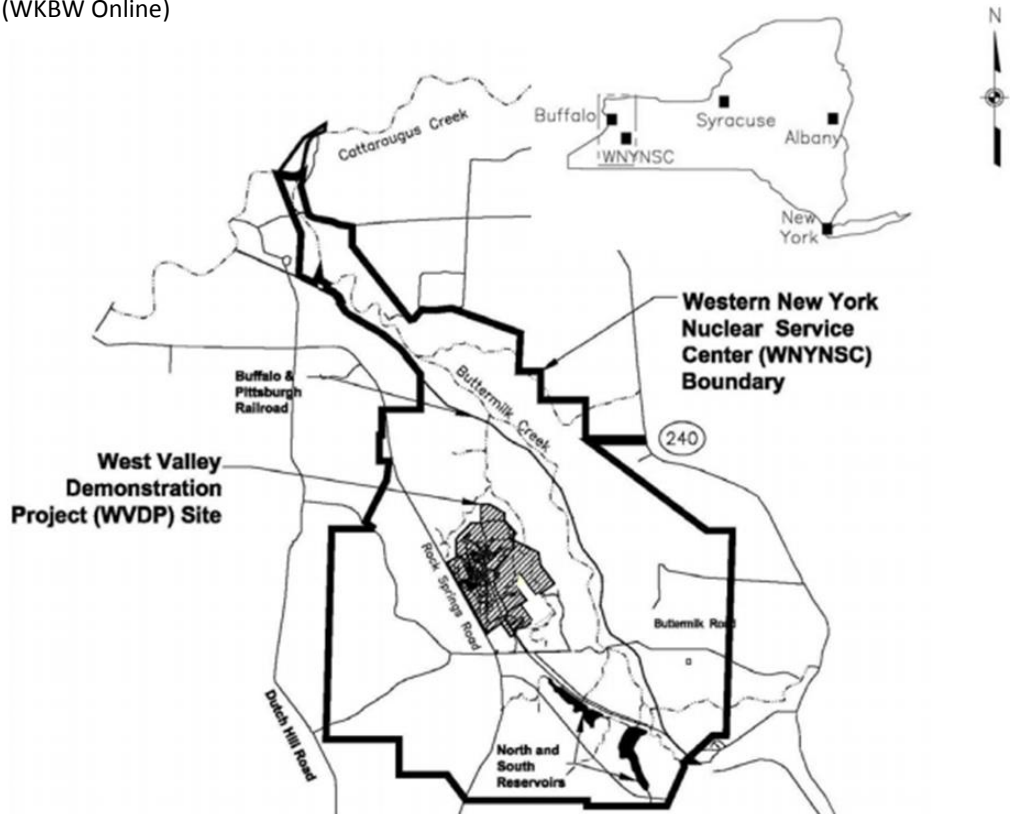 (WKBW Online)
N
Cattaraugus Creek
Buffalo
Syracuse
Albany
WNYNSC
New
York
Western New York
Nuclear Service
Center (WNYNSC)
Boundary
Buffalo &
Pittsburgh
Railroad
Buttermilk Creek
240
West Valley
Demonstration
Project (WVDP) Site
Rock Springs Road
Buttermilk Road
Dutch Hill Road
North and
South
Reservoirs